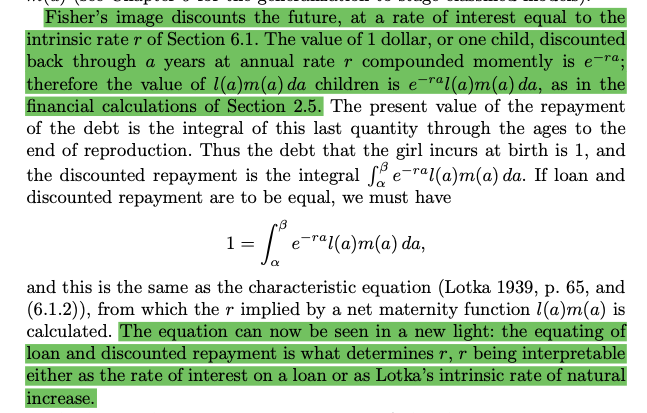 Fisher's image discounts the future, at a rate of interest equal to the
intrinsic rate r of Section 6.1. The value of 1 dollar, or one child, discounted
back through a years at annual rate r compounded momently is e^{−ra};
therefore the value of l(a)m(a) da children is e^{−ra}l(a)m(a) da, as in the
financial calculations of Section 2.5. The present value of the repayment
of the debt is the integral of this last quantity through the ages to the
end of reproduction. Thus the debt that the girl incurs at birth is 1, and
the discounted repayment is the integral ∫_α^β e^{−ra}l(a)m(a) da. If loan and
discounted repayment are to be equal, we must have
1 = ∫_α^β e^{−ra}l(a)m(a) da,
and this is the same as the characteristic equation (Lotka 1939, p. 65, and
(6.1.2)), from which the r implied by a net maternity function l(a)m(a) is
calculated. The equation can now be seen in a new light: the equating of
loan and discounted repayment is what determines r, r being interpretable
either as the rate of interest on a loan or as Lotka's intrinsic rate of natural
increase.